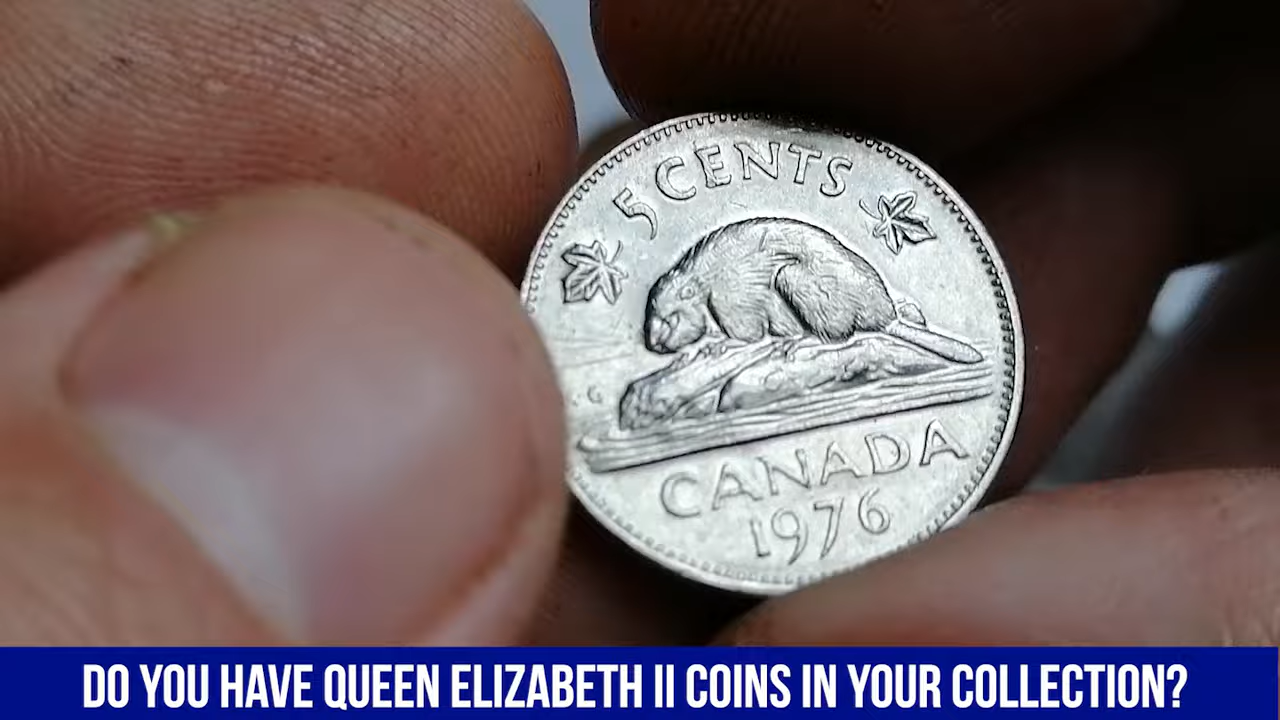 5 CENTS
G
CANADA
1976
DO YOU HAVE QUEEN ELIZABETH II COINS IN YOUR COLLECTION?